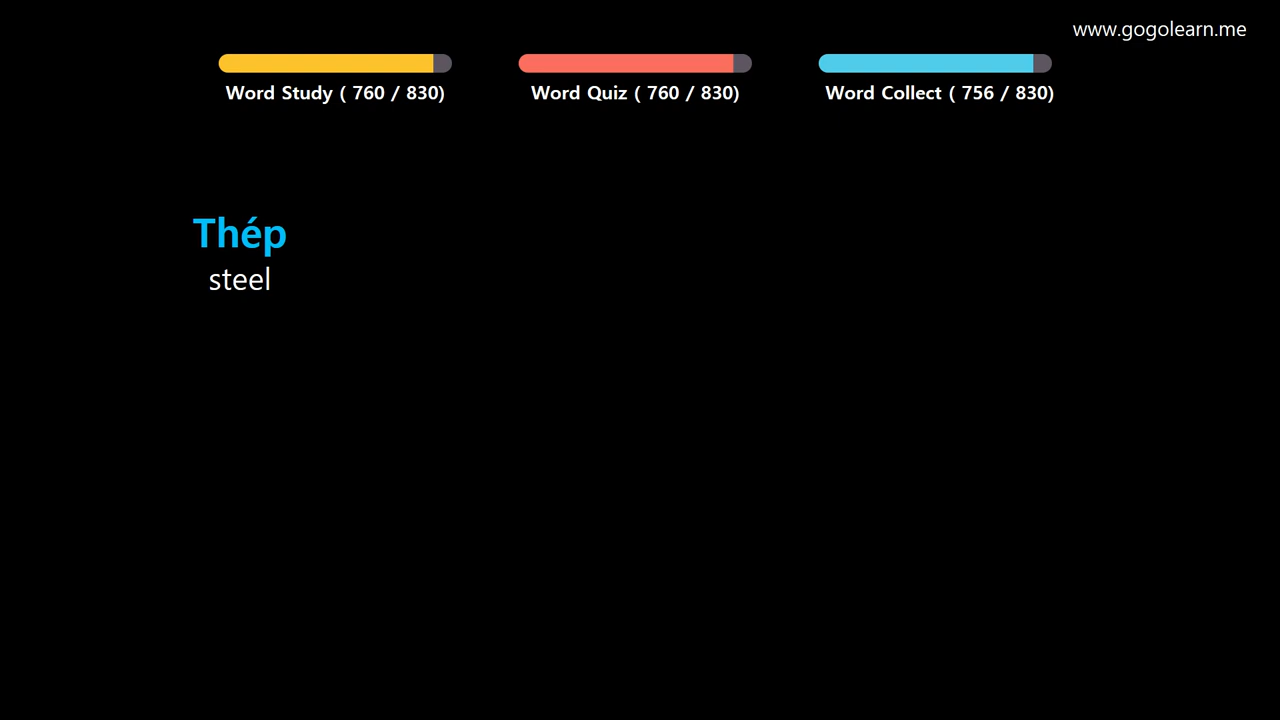 www.gogolearn.me
Word Study ( 760 / 830)
Word Quiz ( 760 / 830)
Word Collect ( 756 / 830)
Thép
steel